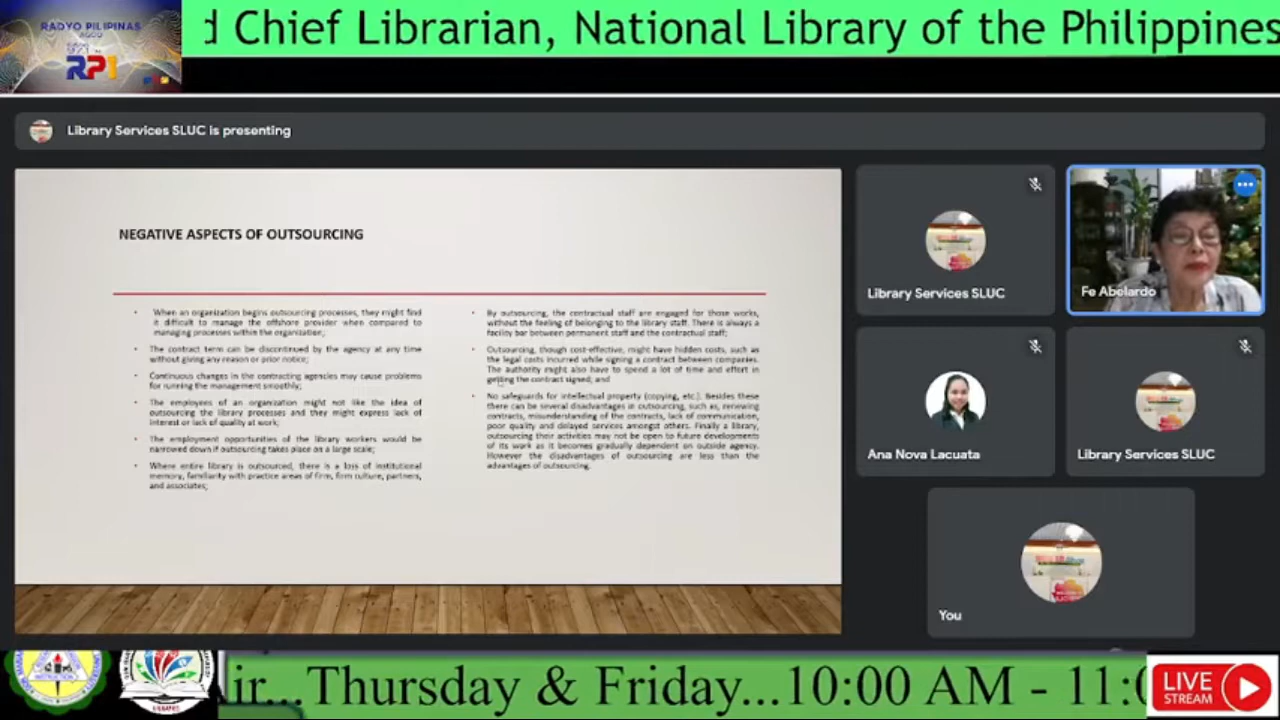 RADYO PILIPINAS
AGOO
RP1
d Chief Librarian, National Library of the Philippines
Library Services SLUC is presenting
NEGATIVE ASPECTS OF OUTSOURCING
• When an organization begins outsourcing processes, they might find
it difficult to manage the offshore provider when compared to
managing processes within the organization;
• The contract term can be discontinued by the agency at any time
without giving any reason or prior notice;
• Continuous changes in the contracting agencies may cause problems
for running the management smoothly;
• The employees of an organization might not like the idea of
outsourcing the library processes and they might express lack of
interest or lack of quality at work;
• The employment opportunities of the library workers would be
narrowed down if outsourcing takes place on a large scale;
• Where entire library is outsourced, there is a loss of institutional
memory, familiarity with practice areas of firm, firm culture, partners,
and associates;
• By outsourcing, the contractual staff are engaged for those works,
without the feeling of belonging to the library staff. There is always a
facility bar between permanent staff and the contractual staff;
• Outsourcing, though cost-effective, might have hidden costs, such as
the legal costs incurred while signing a contract between companies.
The authority might also have to spend a lot of time and effort in
getting the contract signed; and
• No safeguards for intellectual property (copying, etc.). Besides these
there can be several disadvantages in outsourcing, such as, renewing
contracts, misunderstanding of the contracts, lack of communication,
poor quality and delayed services amongst others. Finally a library,
outsourcing their activities may not be open to future developments
of its work as it becomes gradually dependent on outside agency.
However the disadvantages of outsourcing are less than the
advantages of outsourcing.
Library Services SLUC
Fe Abelardo
Ana Nova Lacuata
Library Services SLUC
You
ir...Thursday & Friday...10:00 AM - 11:0
LIVE
STREAM